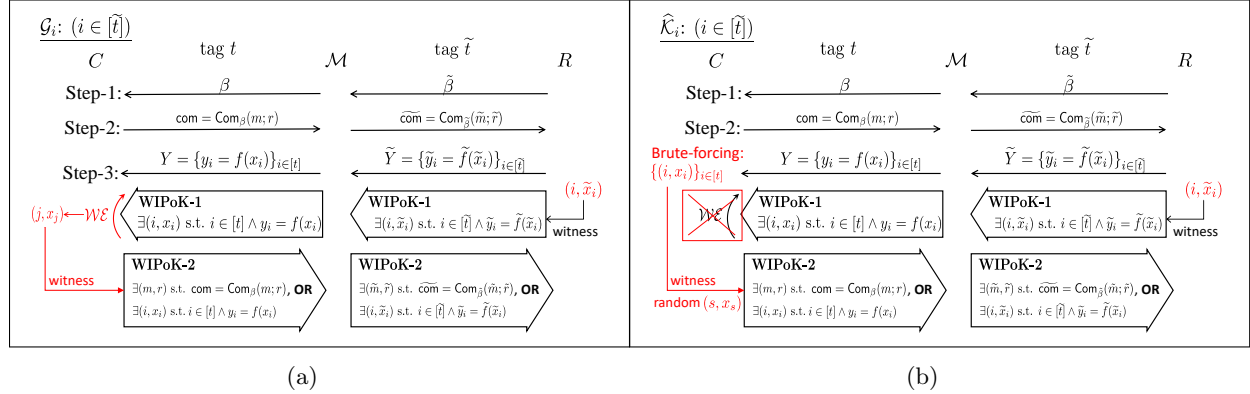 𝒢_i: (i ∈ [t̃])
tag t
tag t̃
C
ℳ
R
Step-1:
β
β̃
Step-2:
com = Com_β(m; r)
c͠om = Com_β̃(m̃; r̃)
Step-3:
Y = {y_i = f(x_i)}_{i∈[t]}
Ỹ = {ỹ_i = f̃(x̃_i)}_{i∈[t̃]}
(j, x_j)
𝒲ℰ
WIPoK-1
∃(i, x_i) s.t. i ∈ [t] ∧ y_i = f(x_i)
WIPoK-1
∃(i, x̃_i) s.t. i ∈ [t̃] ∧ ỹ_i = f̃(x̃_i)
(i, x̃_i)
witness
witness
WIPoK-2
∃(m, r) s.t. com = Com_β(m; r), OR
∃(i, x_i) s.t. i ∈ [t] ∧ y_i = f(x_i)
WIPoK-2
∃(m̃, r̃) s.t. c͠om = Com_β̃(m̃; r̃), OR
∃(i, x̃_i) s.t. i ∈ [t̃] ∧ ỹ_i = f̃(x̃_i)
(a)
𝒦̂_i: (i ∈ [t̃])
tag t
tag t̃
C
ℳ
R
Step-1:
β
β̃
Step-2:
com = Com_β(m; r)
c͠om = Com_β̃(m̃; r̃)
Brute-forcing:
{(i, x_i)}_{i∈[t]}
Y = {y_i = f(x_i)}_{i∈[t]}
Ỹ = {ỹ_i = f̃(x̃_i)}_{i∈[t̃]}
𝒲ℰ
WIPoK-1
∃(i, x_i) s.t. i ∈ [t] ∧ y_i = f(x_i)
WIPoK-1
∃(i, x̃_i) s.t. i ∈ [t̃] ∧ ỹ_i = f̃(x̃_i)
(i, x̃_i)
witness
witness
random (s, x_s)
WIPoK-2
∃(m, r) s.t. com = Com_β(m; r), OR
∃(i, x_i) s.t. i ∈ [t] ∧ y_i = f(x_i)
WIPoK-2
∃(m̃, r̃) s.t. c͠om = Com_β̃(m̃; r̃), OR
∃(i, x̃_i) s.t. i ∈ [t̃] ∧ ỹ_i = f̃(x̃_i)
(b)